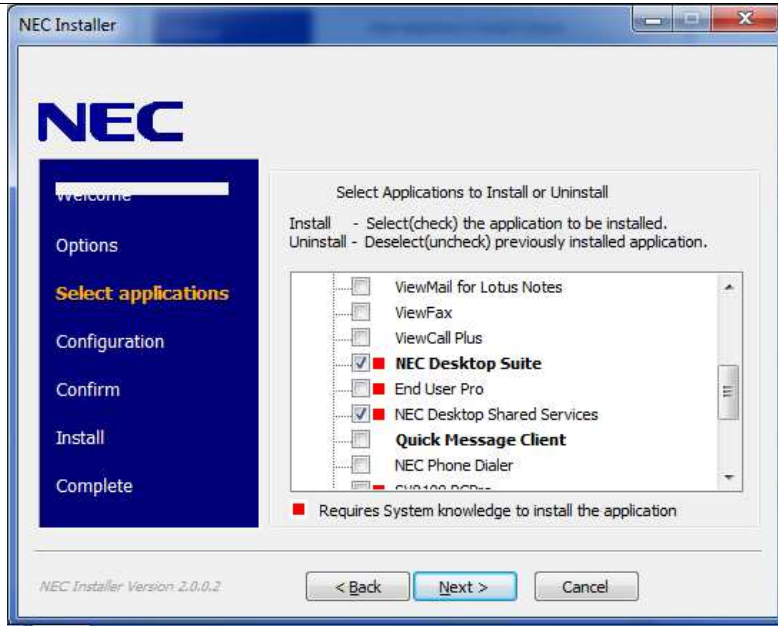 NEC Installer
NEC
Welcome
Options
Select applications
Configuration
Confirm
Install
Complete
Select Applications to Install or Uninstall
Install - Select(check) the application to be installed.
Uninstall - Deselect(uncheck) previously installed application.
ViewMail for Lotus Notes
ViewFax
ViewCall Plus
NEC Desktop Suite
End User Pro
NEC Desktop Shared Services
Quick Message Client
NEC Phone Dialer
Requires System knowledge to install the application
NEC Installer Version 2.0.0.2
< Back
Next >
Cancel